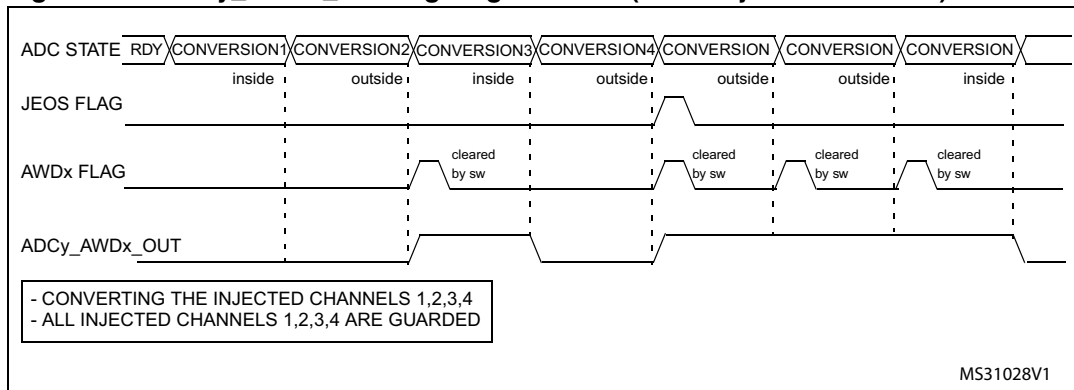 ADC STATE RDY CONVERSION1 CONVERSION2 CONVERSION3 CONVERSION4 CONVERSION CONVERSION CONVERSION
inside outside inside outside outside outside inside
JEOS FLAG
cleared cleared cleared cleared
AWDx FLAG by sw by sw by sw by sw
ADCy_AWDx_OUT
- CONVERTING THE INJECTED CHANNELS 1,2,3,4
- ALL INJECTED CHANNELS 1,2,3,4 ARE GUARDED
MS31028V1